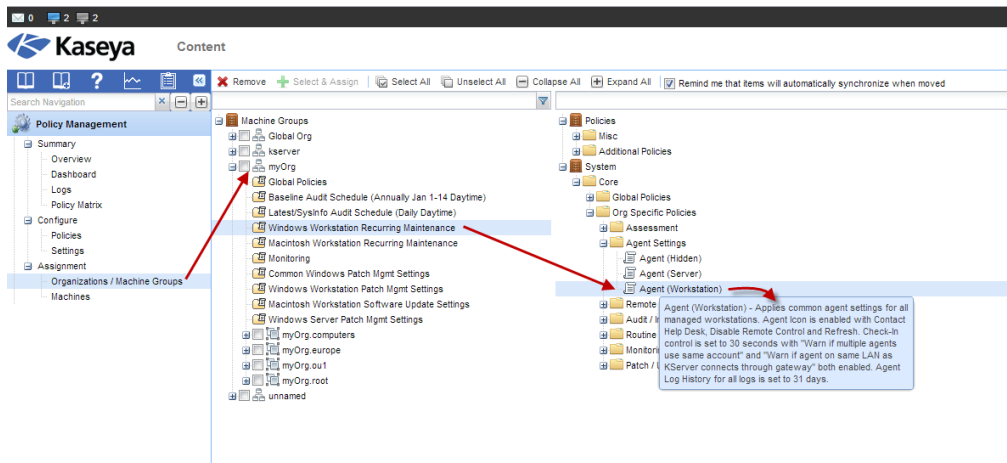 0 2 2
Kaseya Content
Remove Select & Assign Select All Unselect All Collapse All Expand All Remind me that items will automatically synchronize when moved
Search Navigation
Policy Management
Summary
Overview
Dashboard
Logs
Policy Matrix
Configure
Policies
Settings
Assignment
Organizations / Machine Groups
Machines
Machine Groups
Global Org
kserver
myOrg
Global Policies
Baseline Audit Schedule (Annually Jan 1-14 Daytime)
Latest/SysInfo Audit Schedule (Daily Daytime)
Windows Workstation Recurring Maintenance
Macintosh Workstation Recurring Maintenance
Monitoring
Common Windows Patch Mgmt Settings
Windows Workstation Patch Mgmt Settings
Macintosh Workstation Software Update Settings
Windows Server Patch Mgmt Settings
myOrg.computers
myOrg.europe
myOrg.ou1
myOrg.root
unnamed
Policies
Misc
Additional Policies
System
Core
Global Policies
Org Specific Policies
Assessment
Agent Settings
Agent (Hidden)
Agent (Server)
Agent (Workstation)
Remote
Audit / I
Routine
Monitori
Patch /
Agent (Workstation) - Applies common agent settings for all
managed workstations. Agent Icon is enabled with Contact
Help Desk, Disable Remote Control and Refresh. Check-In
control is set to 30 seconds with "Warn if multiple agents
use same account" and "Warn if agent on same LAN as
KServer connects through gateway" both enabled. Agent
Log History for all logs is set to 31 days.